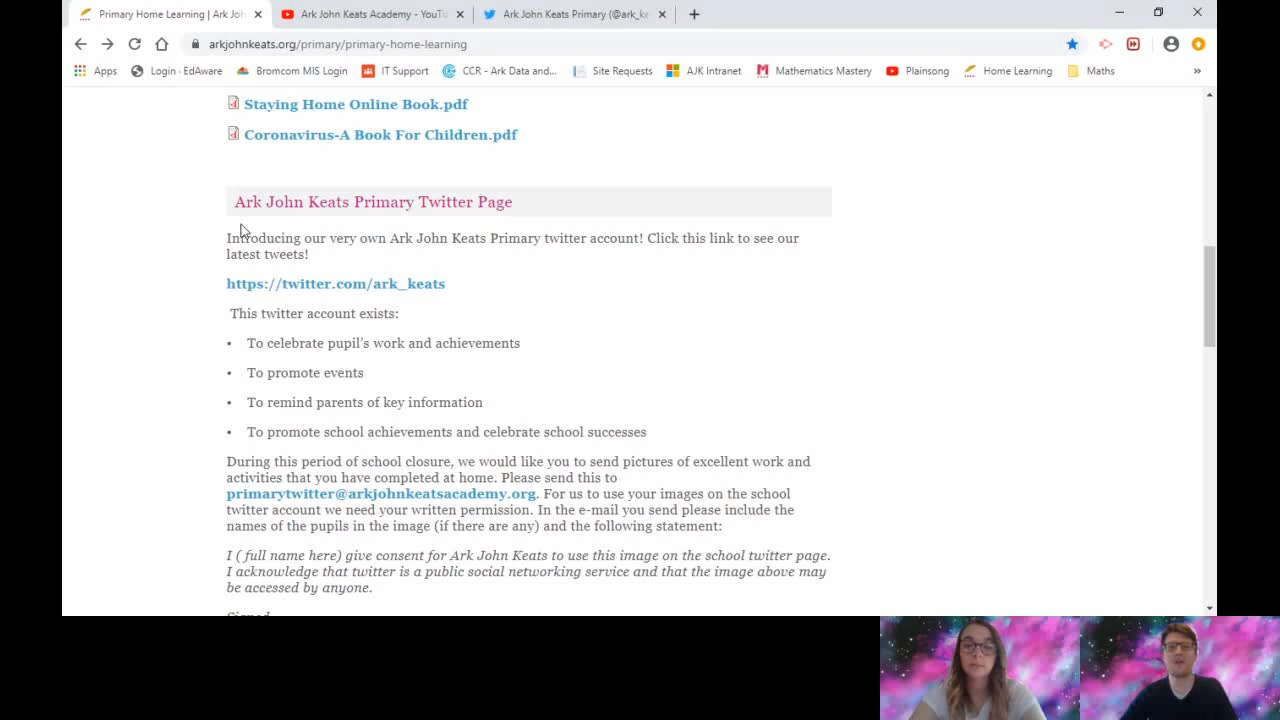 Primary Home Learning | Ark Joh
Ark John Keats Academy - YouTu
Ark John Keats Primary (@ark_ke
arkjohnkeats.org/primary/primary-home-learning
Apps
Login · EdAware
Bromcom MIS Login
IT Support
CCR - Ark Data and...
Site Requests
AJK Intranet
Mathematics Mastery
Plainsong
Home Learning
Maths
»
Staying Home Online Book.pdf
Coronavirus-A Book For Children.pdf
Ark John Keats Primary Twitter Page
Introducing our very own Ark John Keats Primary twitter account! Click this link to see our
latest tweets!
https://twitter.com/ark_keats
This twitter account exists:
• To celebrate pupil's work and achievements
• To promote events
• To remind parents of key information
• To promote school achievements and celebrate school successes
During this period of school closure, we would like you to send pictures of excellent work and
activities that you have completed at home. Please send this to
primarytwitter@arkjohnkeatsacademy.org. For us to use your images on the school
twitter account we need your written permission. In the e-mail you send please include the
names of the pupils in the image (if there are any) and the following statement:
I ( full name here) give consent for Ark John Keats to use this image on the school twitter page.
I acknowledge that twitter is a public social networking service and that the image above may
be accessed by anyone.
Signed